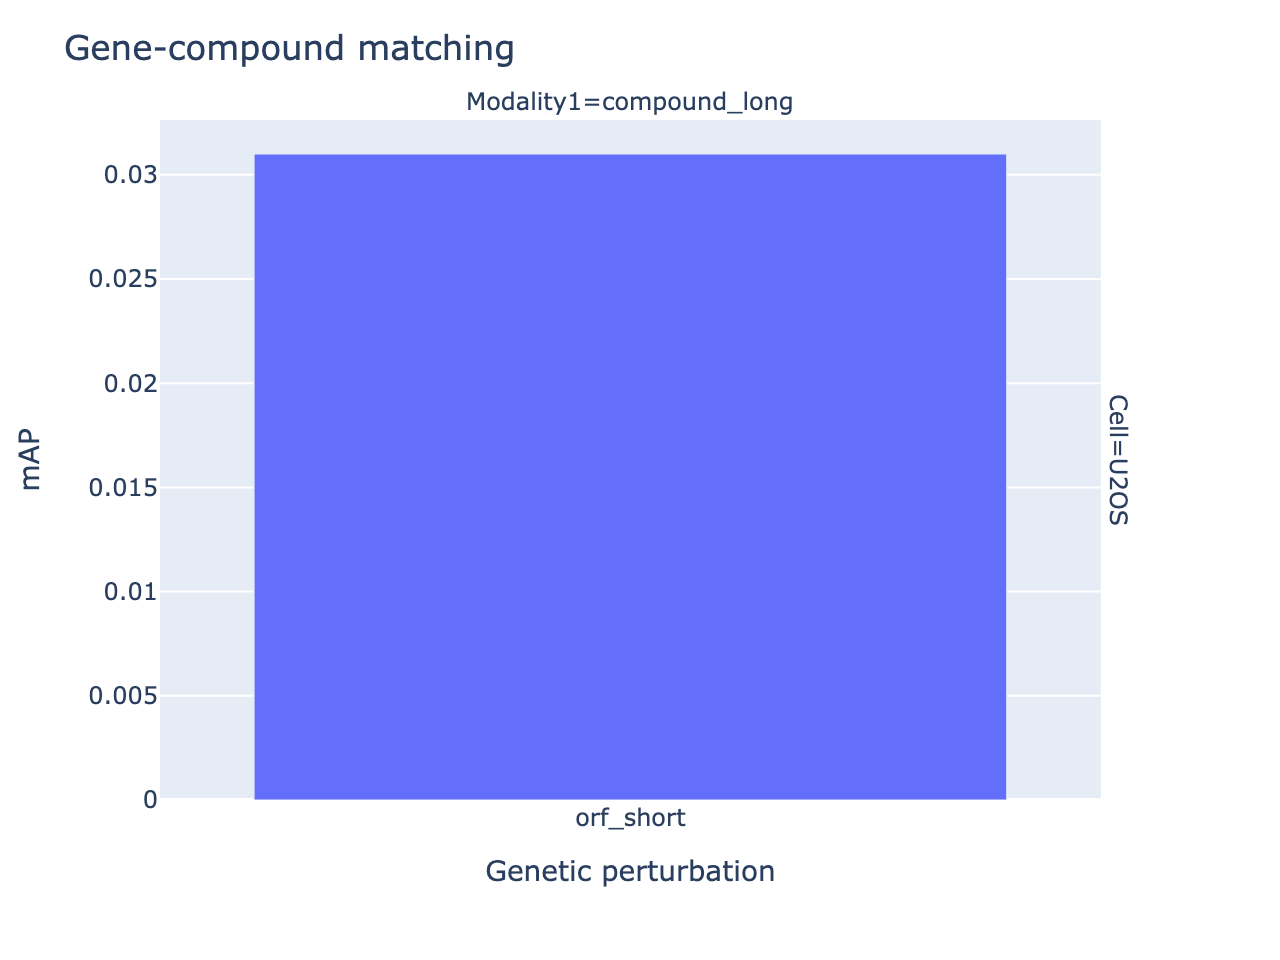 Gene-compound matching
Modality1=compound_long
0.03
0.025
0.02
0.015
0.01
0.005
0
mAP
Cell=U2OS
orf_short
Genetic perturbation